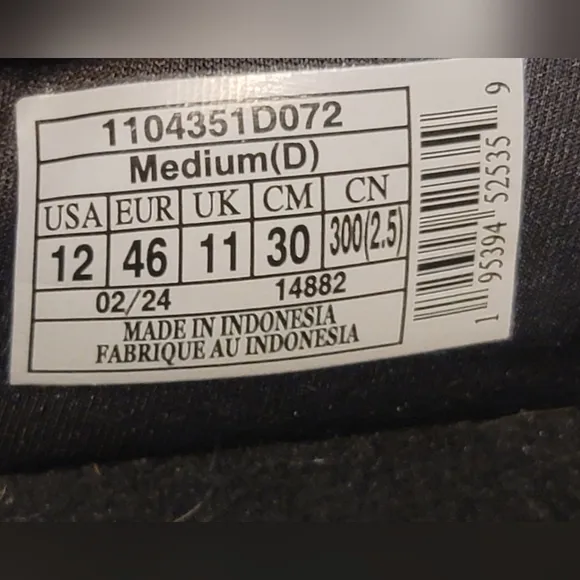 1104351D072
Medium(D)
USA EUR UK CM CN
12 46 11 30 300(2.5)
02/24 14882
MADE IN INDONESIA
FABRIQUE AU INDONESIA
1 95394 52535 9